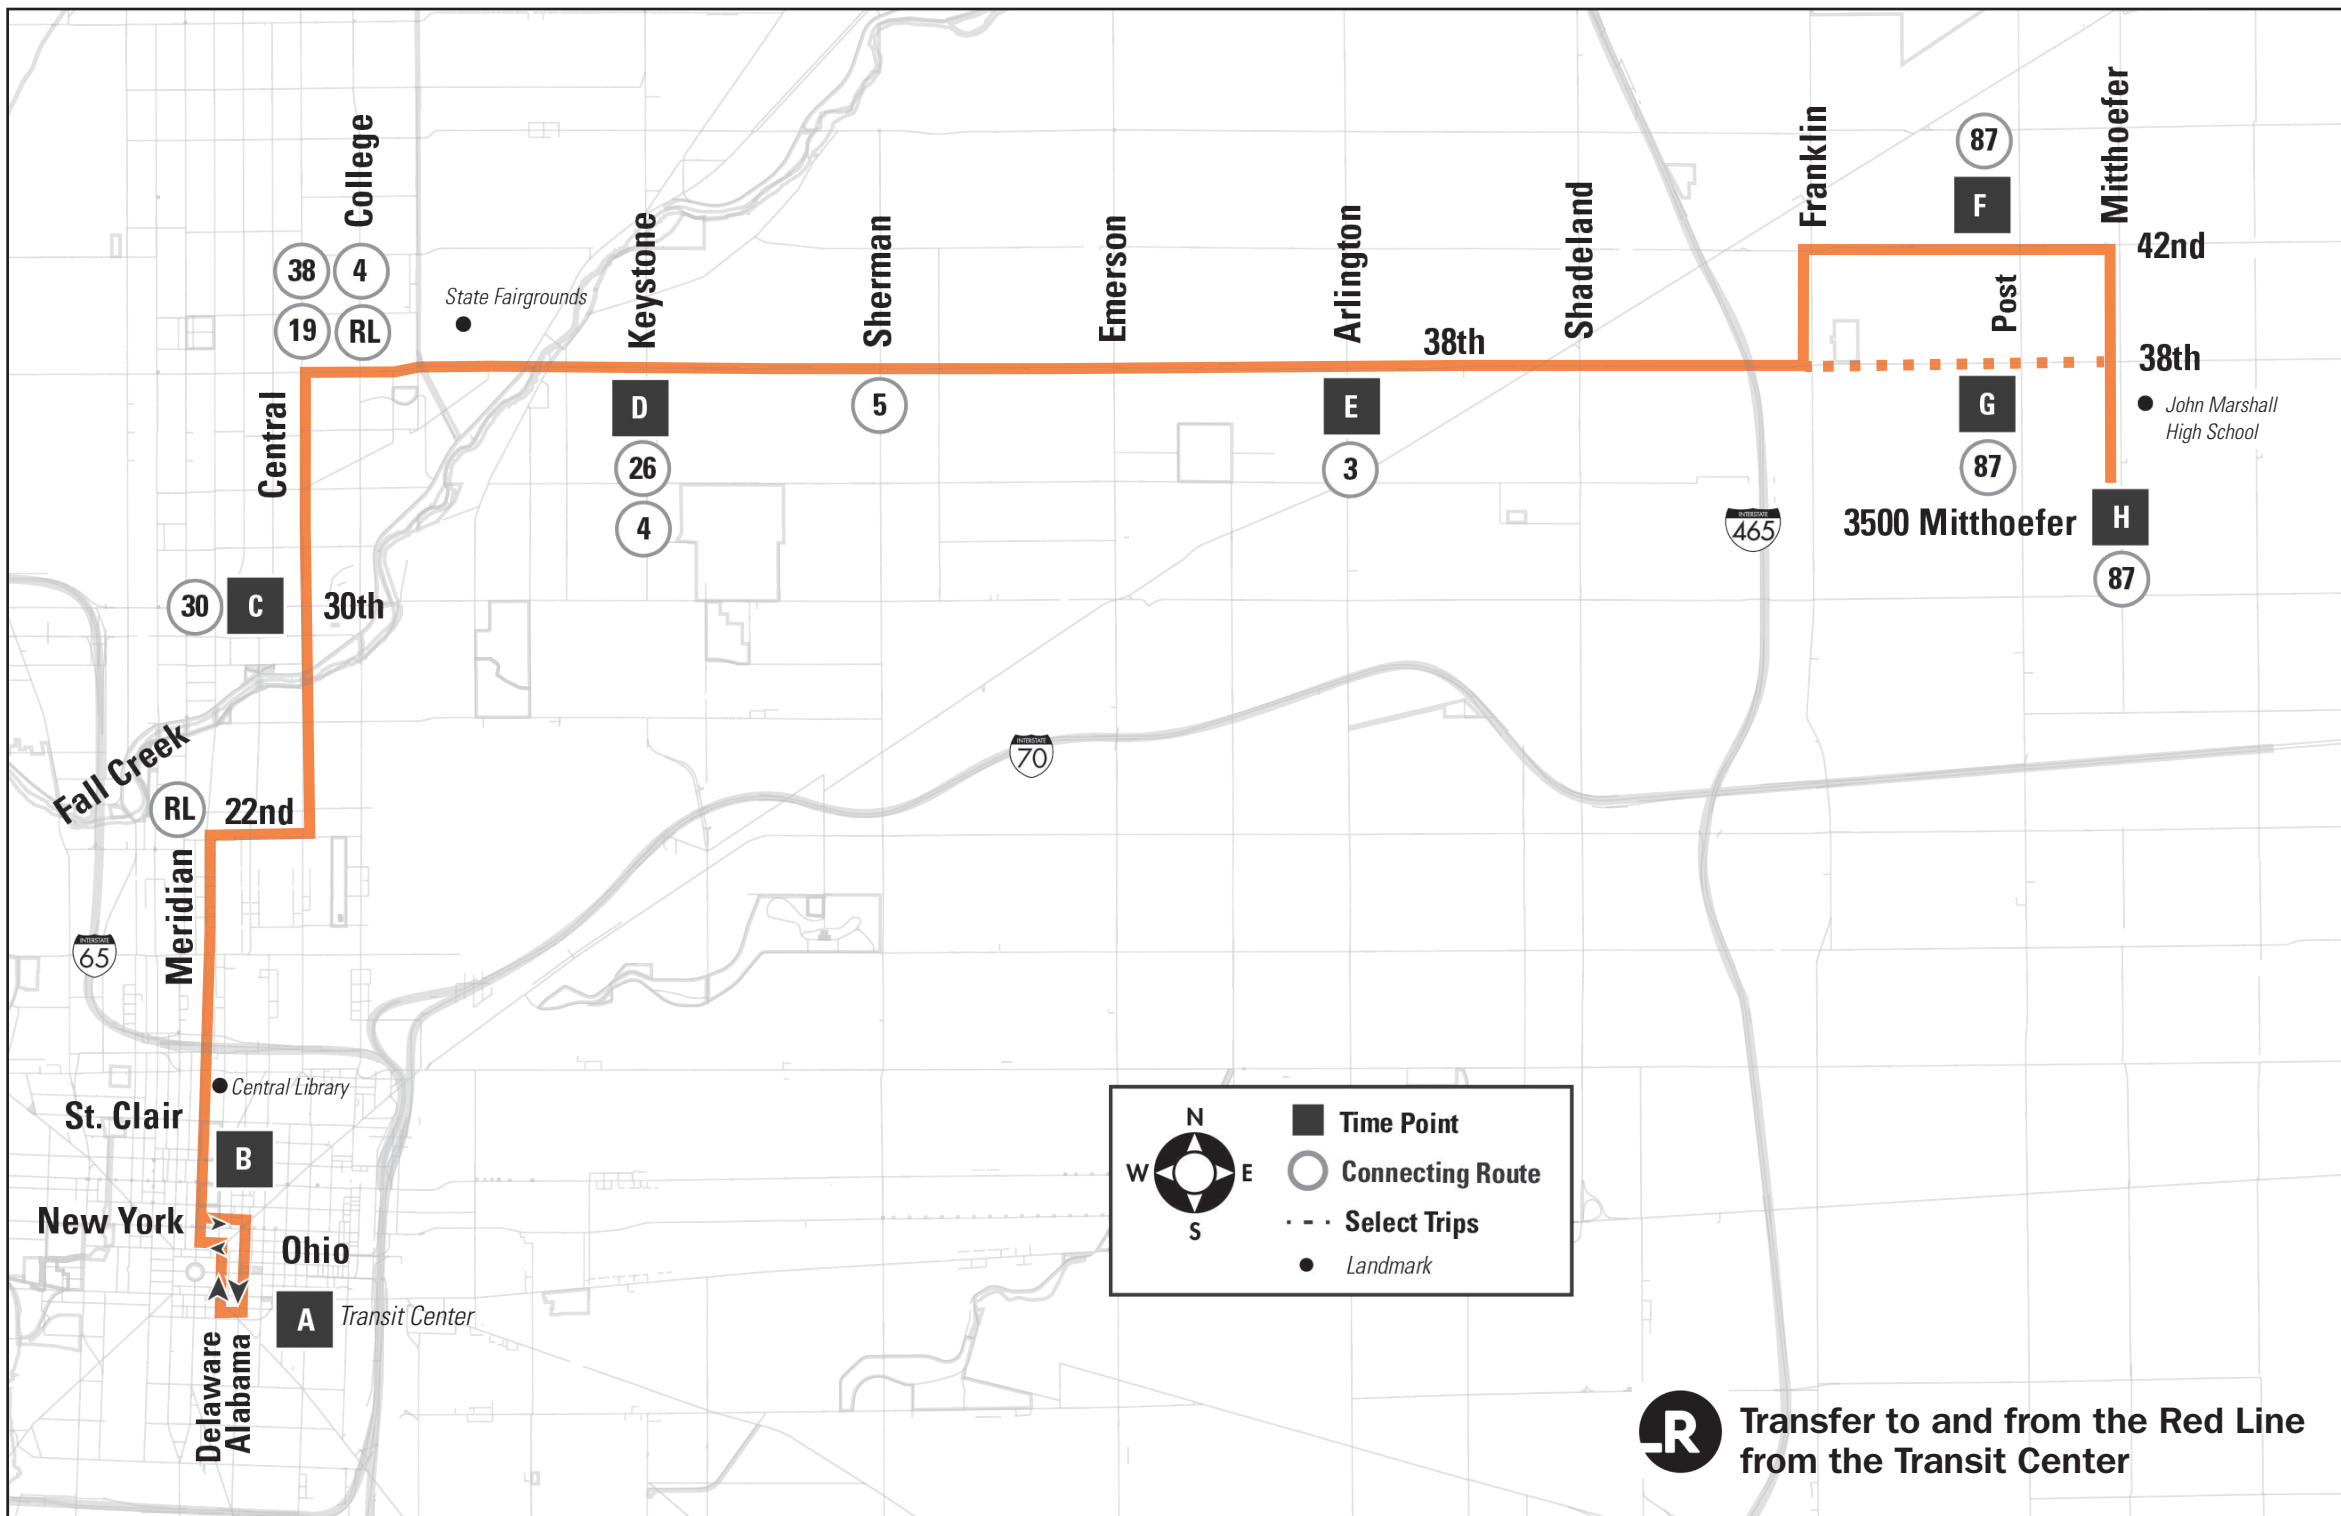 Mitthoefer
Franklin
College
87
F
42nd
Shadeland
Arlington
Emerson
Sherman
Keystone
38
4
19
RL
State Fairgrounds
Post
38th
38th
John Marshall
High School
Central
D
26
4
5
E
3
G
87
465
INTERSTATE
3500 Mitthoefer
H
87
30
C
30th
Fall Creek
RL
22nd
INTERSTATE
70
Meridian
INTERSTATE
65
Central Library
St. Clair
B
New York
Ohio
A
Transit Center
Delaware
Alabama
N
W
E
S
Time Point
Connecting Route
Select Trips
Landmark
R
Transfer to and from the Red Line
from the Transit Center